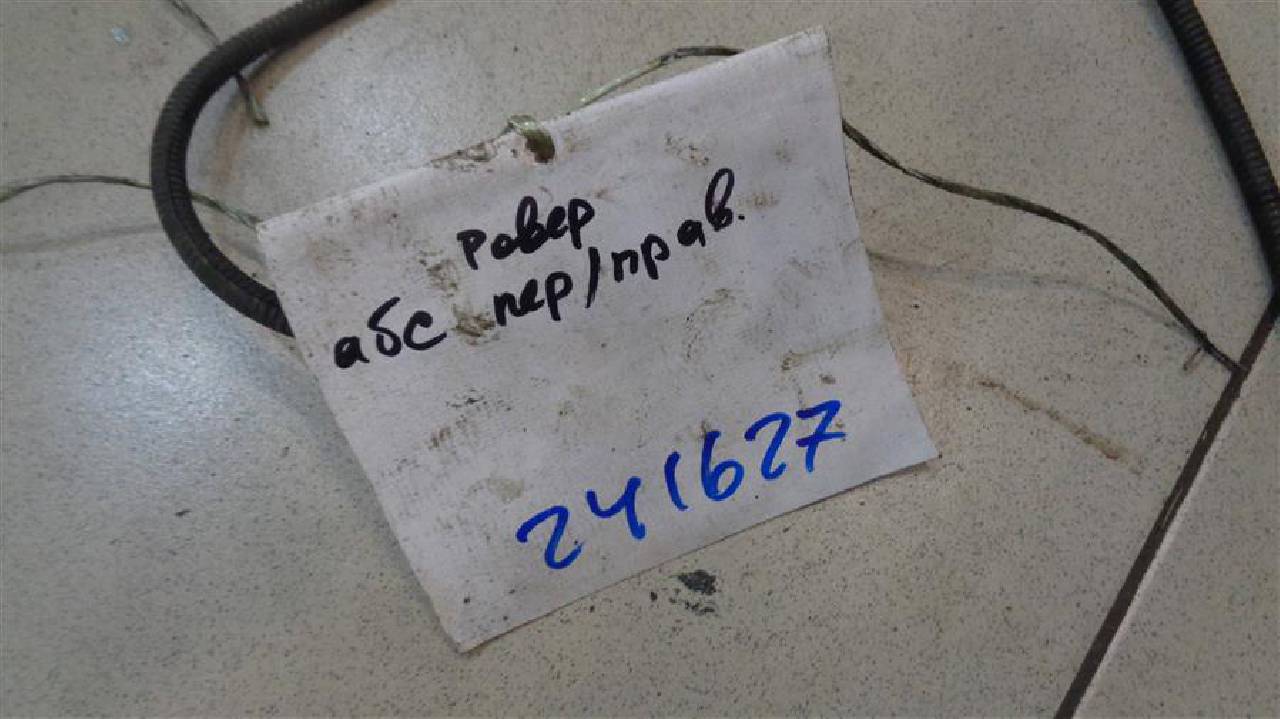 Ровер
абс пер/прав.
241627